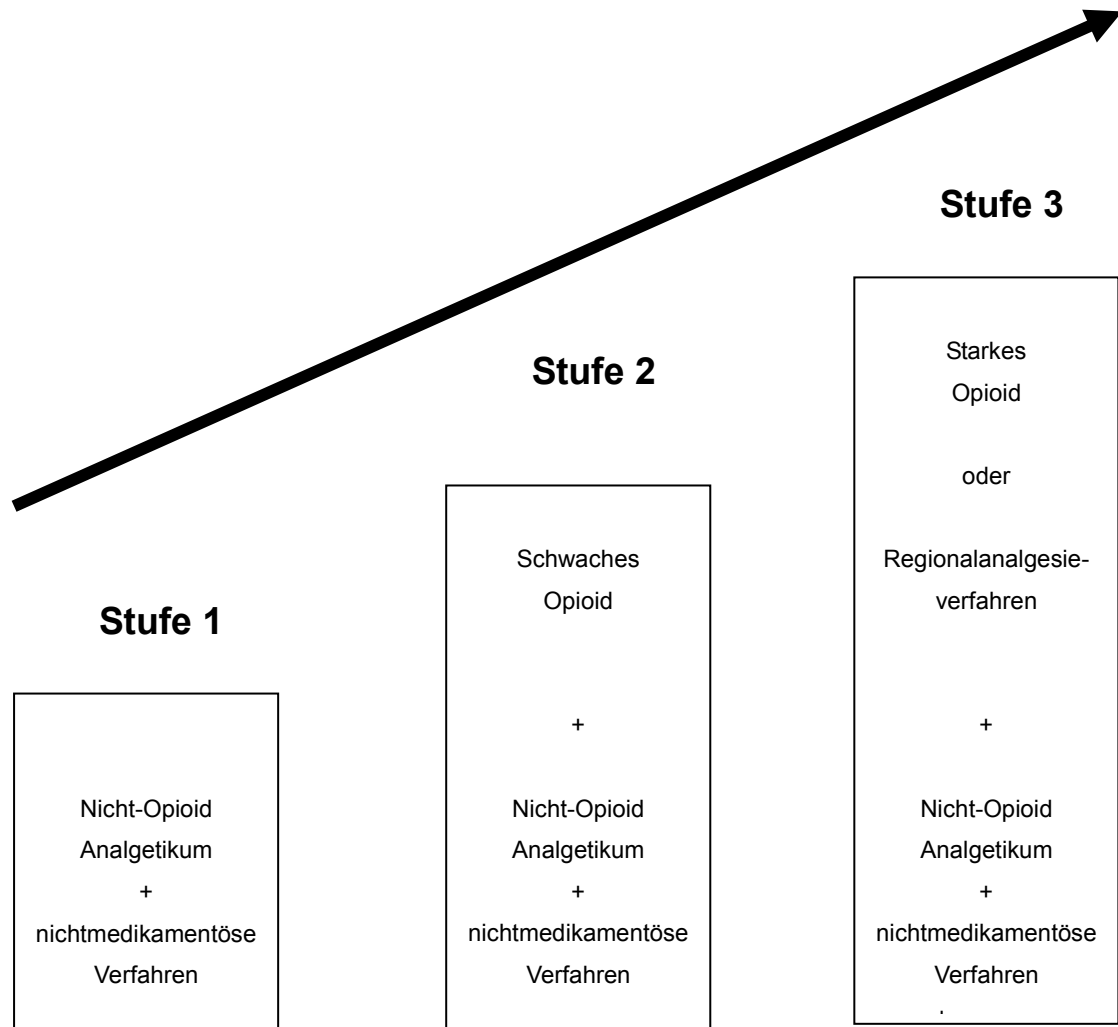 Stufe 1
Nicht-Opioid
Analgetikum
+
nichtmedikamentöse
Verfahren
Stufe 2
Schwaches
Opioid
+
Nicht-Opioid
Analgetikum
+
nichtmedikamentöse
Verfahren
Stufe 3
Starkes
Opioid
oder
Regionalanalgesie-
verfahren
+
Nicht-Opioid
Analgetikum
+
nichtmedikamentöse
Verfahren